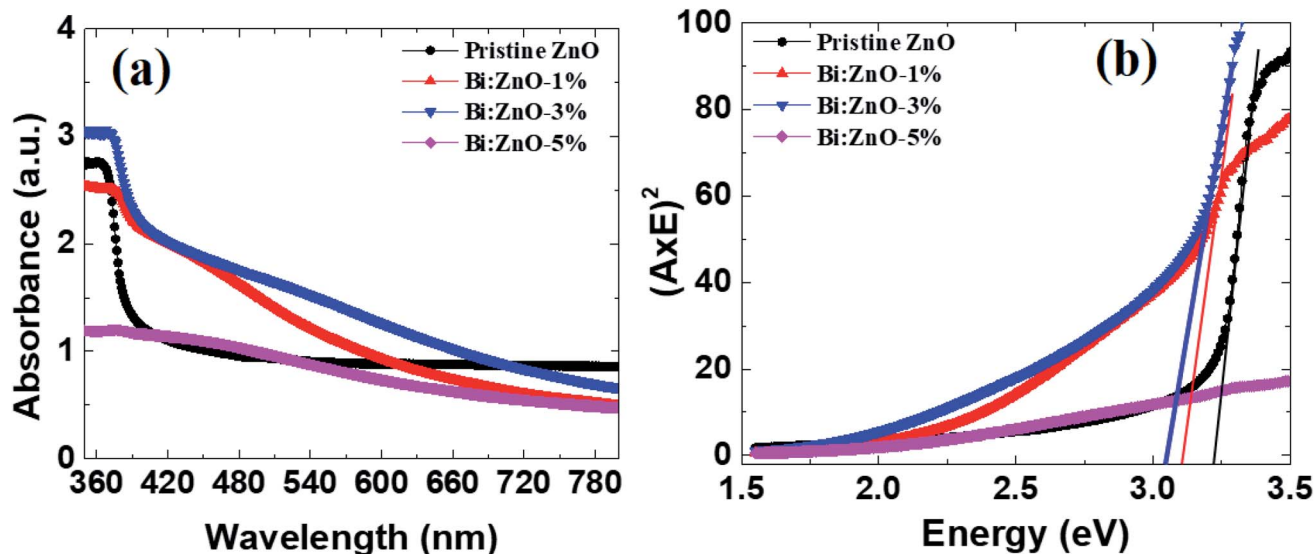 (a)
Pristine ZnO
Bi:ZnO-1%
Bi:ZnO-3%
Bi:ZnO-5%
Absorbance (a.u.)
4
3
2
1
0
360 420 480 540 600 660 720 780
Wavelength (nm)
(b)
Pristine ZnO
Bi:ZnO-1%
Bi:ZnO-3%
Bi:ZnO-5%
(AxE)²
100
80
60
40
20
0
1.5 2.0 2.5 3.0 3.5
Energy (eV)